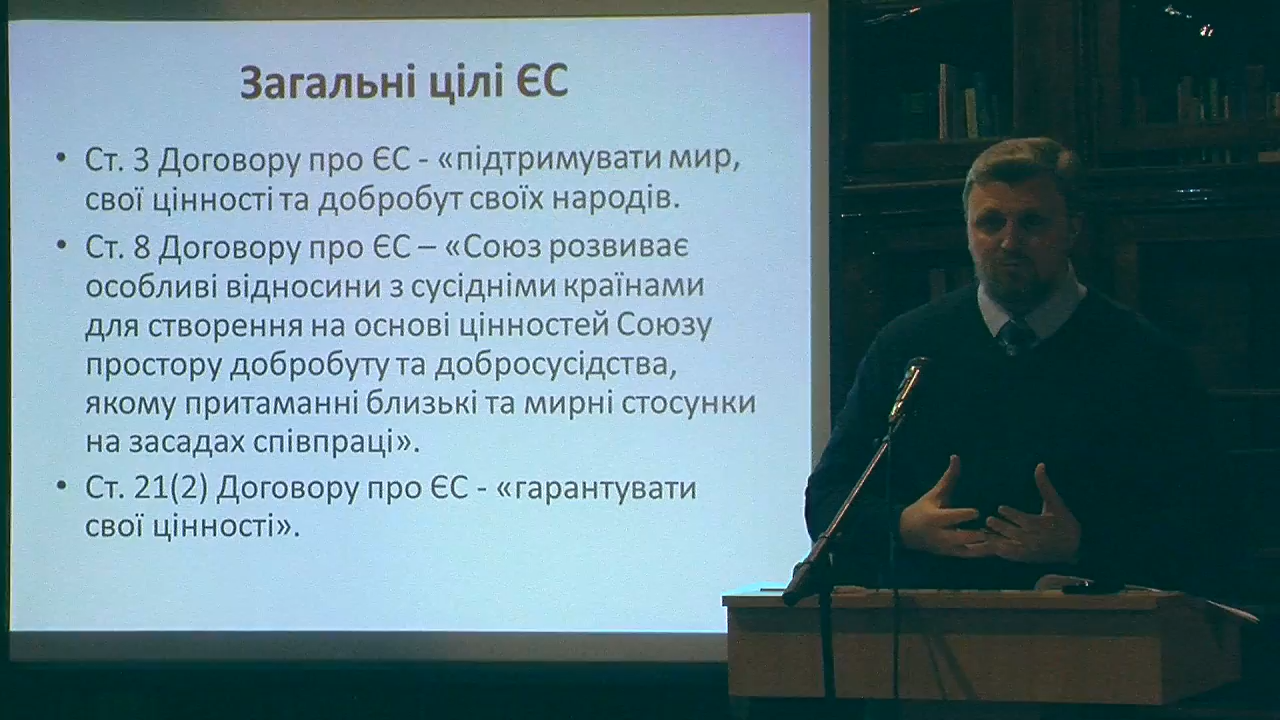 Загальні цілі ЄС
• Ст. 3 Договору про ЄС - «підтримувати мир,
свої цінності та добробут своїх народів.
• Ст. 8 Договору про ЄС – «Союз розвиває
особливі відносини з сусідніми країнами
для створення на основі цінностей Союзу
простору добробуту та добросусідства,
якому притаманні близькі та мирні стосунки
на засадах співпраці».
• Ст. 21(2) Договору про ЄС - «гарантувати
свої цінності».